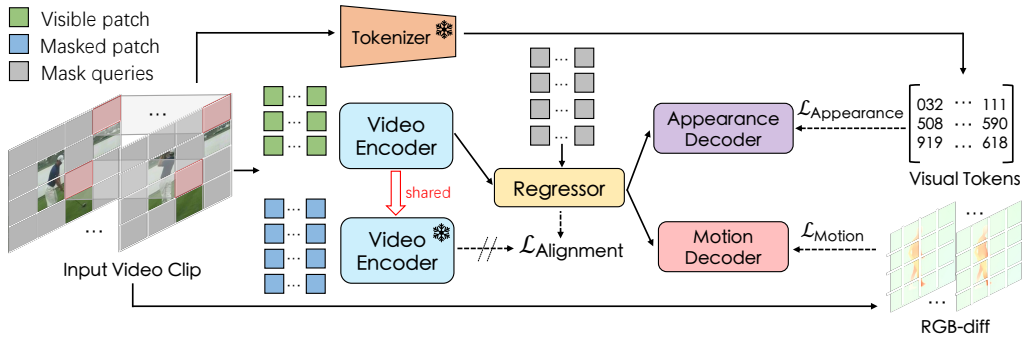 Visible patch
Masked patch
Mask queries
Tokenizer
...
Video
Encoder
shared
Video
Encoder
Regressor
ℒAlignment
Appearance
Decoder
Motion
Decoder
ℒAppearance
ℒMotion
032 ... 111
508 ... 590
919 ... 618
Visual Tokens
...
Input Video Clip
...
RGB-diff